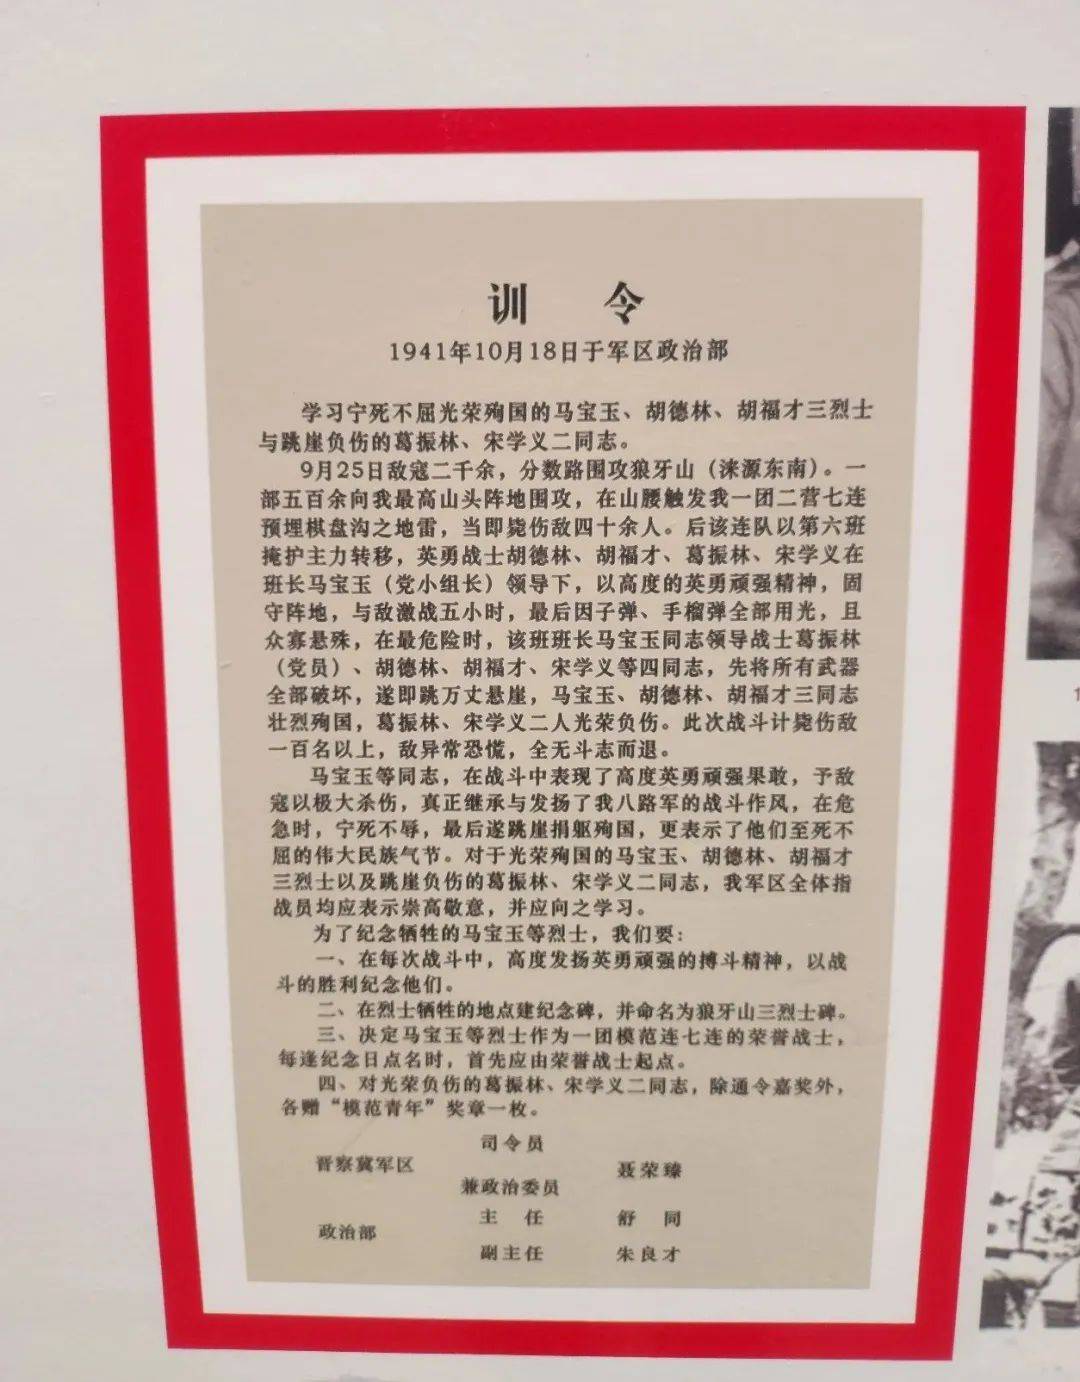 训 令
1941年10月18日于军区政治部
学习宁死不屈光荣殉国的马宝玉、胡德林、胡福才三烈士
与跳崖负伤的葛振林、宋学义二同志。
9月25日敌寇二千余，分数路围攻狼牙山（涞源东南）。一
部五百余向我最高山头阵地围攻，在山腰触发我一团二营七连
预埋棋盘沟之地雷，当即毙伤敌四十余人。后该连队以第六班
掩护主力转移，英勇战士胡德林、胡福才、葛振林、宋学义在
班长马宝玉（党小组长）领导下，以高度的英勇顽强精神，固
守阵地，与敌激战五小时，最后因子弹、手榴弹全部用光，且
众寡悬殊，在最危险时，该班班长马宝玉同志领导战士葛振林
（党员）、胡德林、胡福才、宋学义等四同志，先将所有武器
全部破坏，遂即跳万丈悬崖，马宝玉、胡德林、胡福才三同志
壮烈殉国，葛振林、宋学义二人光荣负伤。此次战斗计毙伤敌
一百名以上，敌异常恐慌，全无斗志而退。
马宝玉等同志，在战斗中表现了高度英勇顽强果敢，予敌
寇以极大杀伤，真正继承与发扬了我八路军的战斗作风，在危
急时，宁死不辱，最后遂跳崖捐躯殉国，更表示了他们至死不
屈的伟大民族气节。对于光荣殉国的马宝玉、胡德林、胡福才
三烈士以及跳崖负伤的葛振林、宋学义二同志，我军区全体指
战员均应表示崇高敬意，并应向之学习。
为了纪念牺牲的马宝玉等烈士，我们要：
一、在每次战斗中，高度发扬英勇顽强的搏斗精神，以战
斗的胜利纪念他们。
二、在烈士牺牲的地点建纪念碑，并命名为狼牙山三烈士碑。
三、决定马宝玉等烈士作为一团模范连七连的荣誉战士，
每逢纪念日点名时，首先应由荣誉战士起点。
四、对光荣负伤的葛振林、宋学义二同志，除通令嘉奖外，
各赠“模范青年”奖章一枚。
司令员
晋察冀军区 聂荣臻
兼政治委员
主 任 舒 同
政治部
副主任 朱良才
1